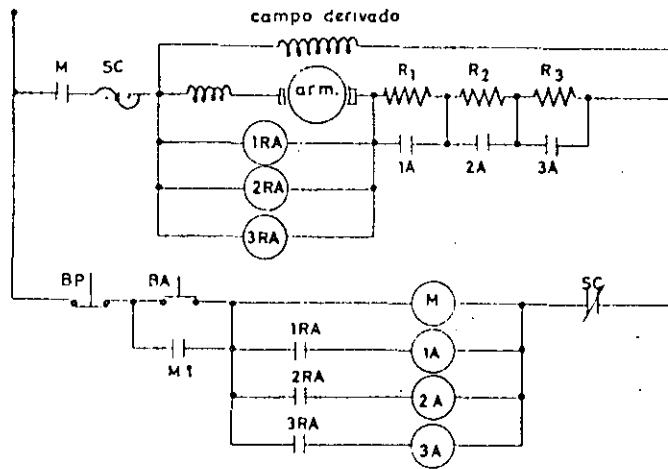 campo derivado
M SC arm. R1 R2 R3
1RA 1A 2A 3A
2RA
3RA
BP BA M SC
1RA 1A
M1
2RA 2A
3RA 3A